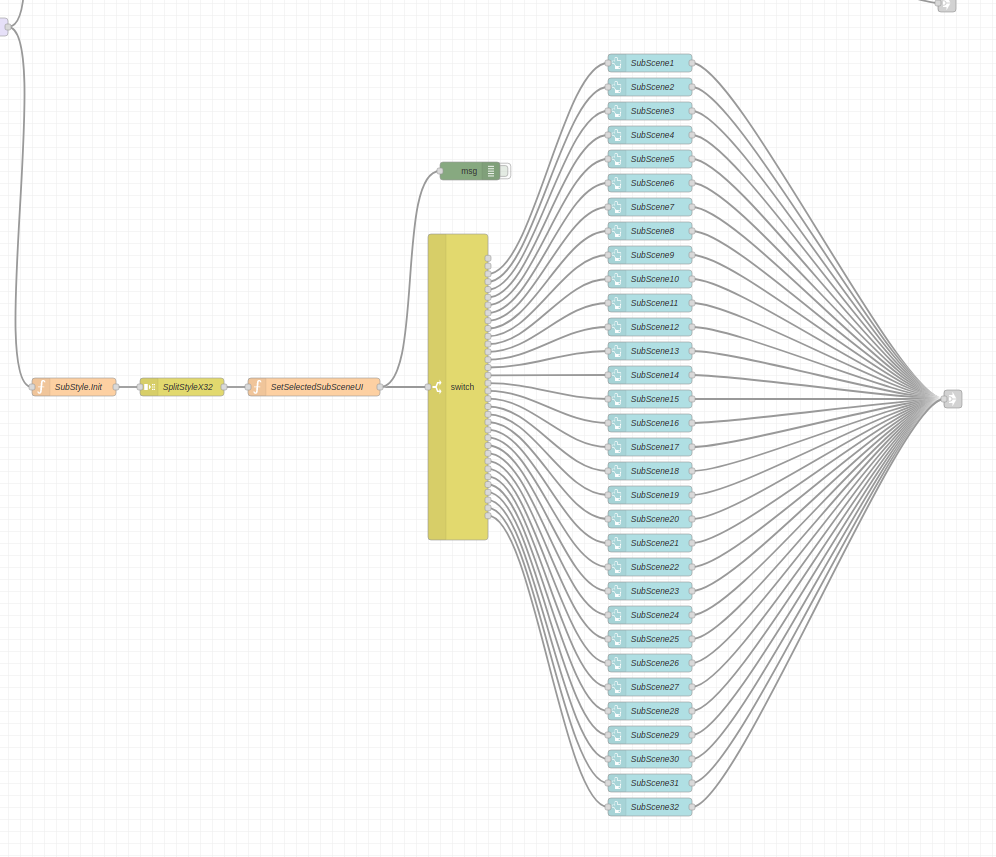 SubScene1
SubScene2
SubScene3
SubScene4
SubScene5
msg
SubScene6
SubScene7
SubScene8
SubScene9
SubScene10
SubScene11
SubScene12
SubScene13
SubScene14
SubStyle.Init
SplitStyleX32
SetSelectedSubSceneUI
switch
SubScene15
SubScene16
SubScene17
SubScene18
SubScene19
SubScene20
SubScene21
SubScene22
SubScene23
SubScene24
SubScene25
SubScene26
SubScene27
SubScene28
SubScene29
SubScene30
SubScene31
SubScene32